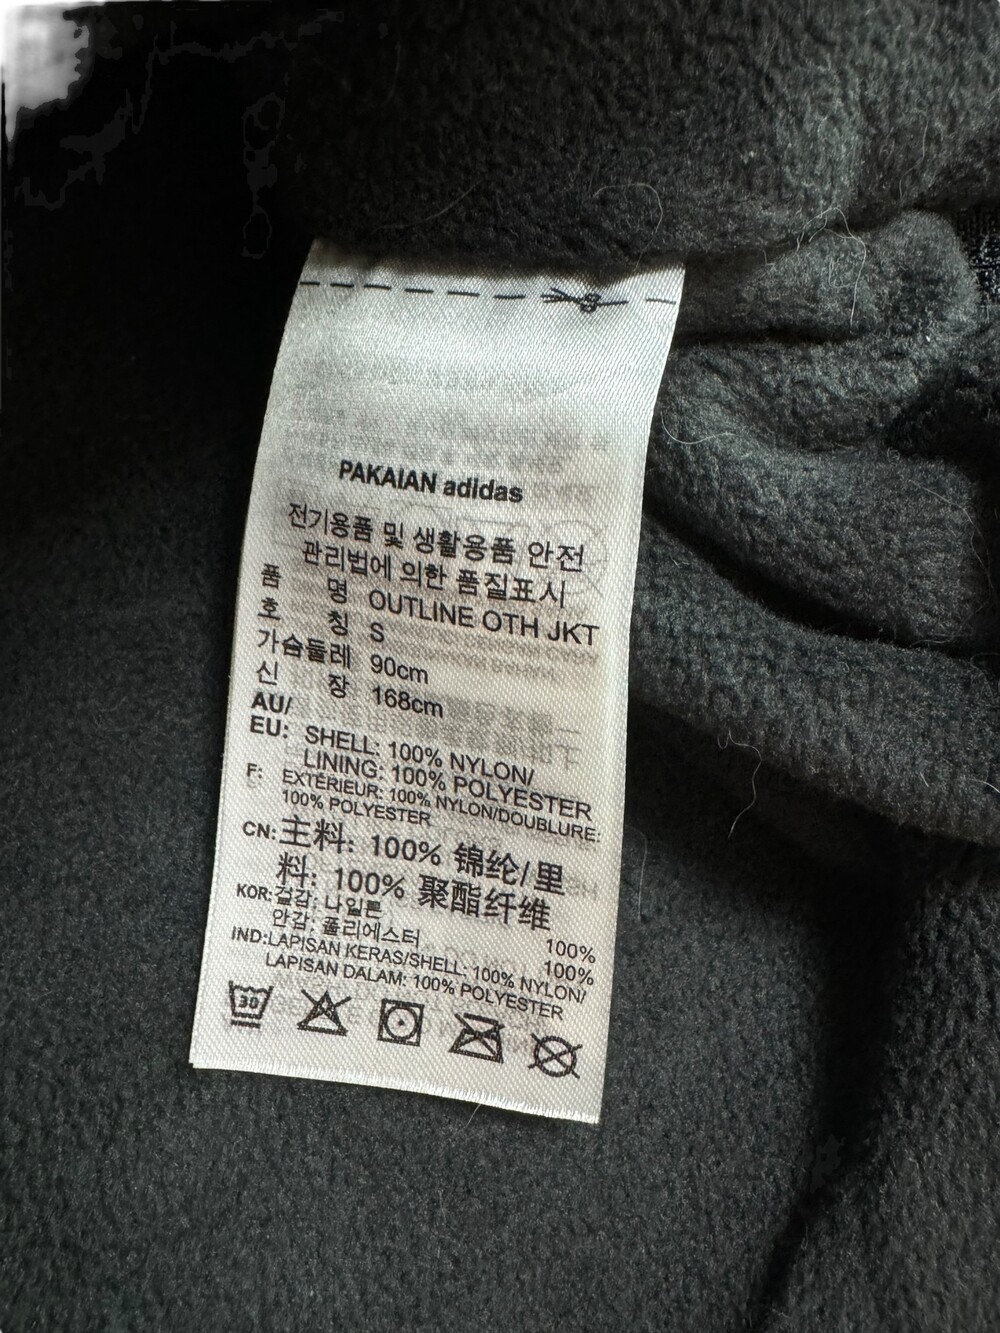 PAKAIAN adidas
전기용품 및 생활용품 안전
관리법에 의한 품질표시
품 명 OUTLINE OTH JKT
호 칭 S
가슴둘레 90cm
신 장 168cm
AU/
EU: SHELL: 100% NYLON/
LINING: 100% POLYESTER
F: EXTÉRIEUR: 100% NYLON/DOUBLURE:
100% POLYESTER
CN: 主料: 100% 锦纶/里
料: 100% 聚酯纤维
KOR: 겉감: 나일론 100%
안감: 폴리에스터 100%
IND: LAPISAN KERAS/SHELL: 100% NYLON/
LAPISAN DALAM: 100% POLYESTER
30